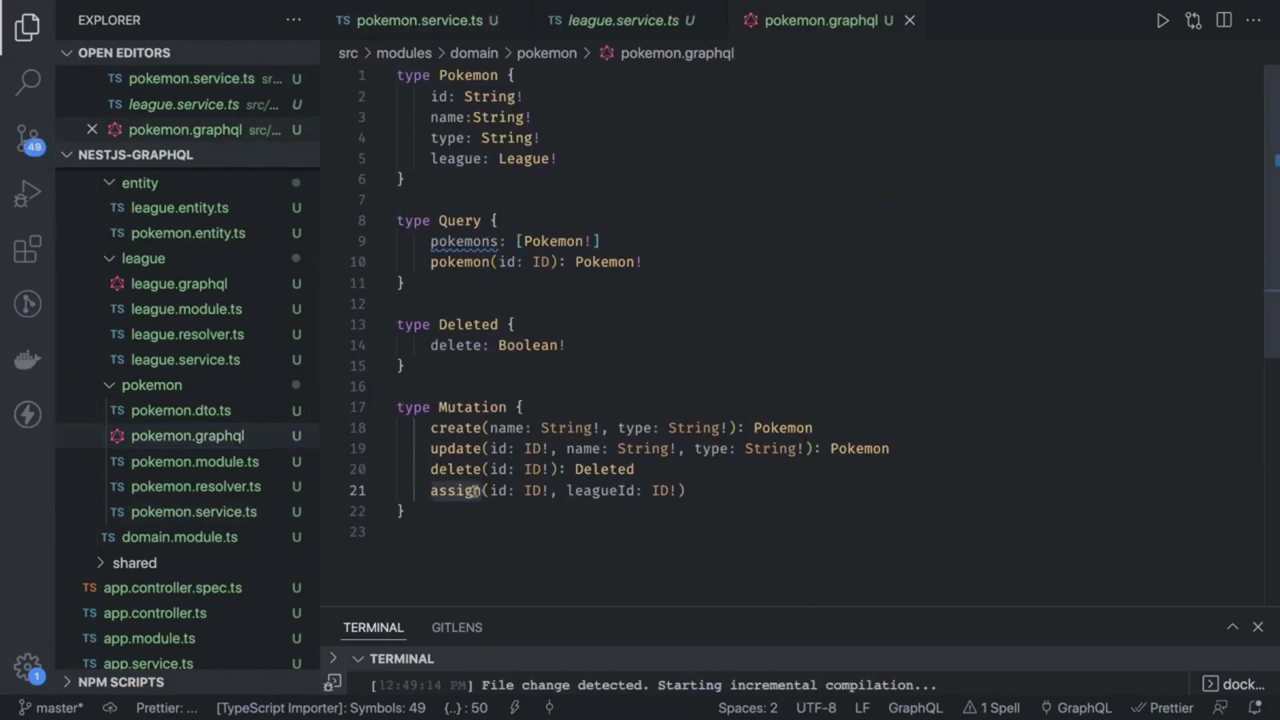 EXPLORER
pokemon.service.ts U
league.service.ts U
pokemon.graphql U
OPEN EDITORS
src > modules > domain > pokemon > pokemon.graphql
TS pokemon.service.ts sr... U
TS league.service.ts src/... U
pokemon.graphql src/... U
NESTJS-GRAPHQL
entity
TS league.entity.ts U
TS pokemon.entity.ts U
league
league.graphql U
TS league.module.ts U
TS league.resolver.ts U
TS league.service.ts U
pokemon
TS pokemon.dto.ts U
pokemon.graphql U
TS pokemon.module.ts U
TS pokemon.resolver.ts U
TS pokemon.service.ts U
TS domain.module.ts U
shared
TS app.controller.spec.ts U
TS app.controller.ts U
TS app.module.ts U
TS app.service.ts U
NPM SCRIPTS
49
1
1 type Pokemon {
2 id: String!
3 name:String!
4 type: String!
5 league: League!
6 }
7
8 type Query {
9 pokemons: [Pokemon!]
10 pokemon(id: ID): Pokemon!
11 }
12
13 type Deleted {
14 delete: Boolean!
15 }
16
17 type Mutation {
18 create(name: String!, type: String!): Pokemon
19 update(id: ID!, name: String!, type: String!): Pokemon
20 delete(id: ID!): Deleted
21 assign(id: ID!, leagueId: ID!)
22 }
23
TERMINAL GITLENS
TERMINAL
[12:49:14 PM] File change detected. Starting incremental compilation...
dock...
master* Prettier: ... [TypeScript Importer]: Symbols: 49 {..} : 50 Spaces: 2 UTF-8 LF GraphQL 1 Spell GraphQL Prettier